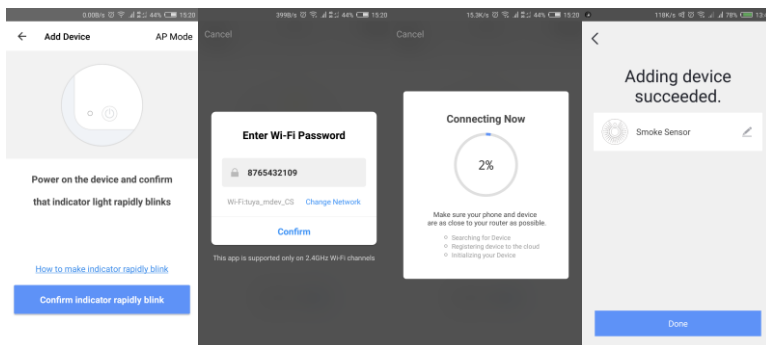 0.00B/s 44% 15:20
Add Device
AP Mode
Power on the device and confirm
that indicator light rapidly blinks
How to make indicator rapidly blink
Confirm indicator rapidly blink
399B/s 44% 15:20
Cancel
Enter Wi-Fi Password
8765432109
Wi-Fi:tuya_mdev_CS
Change Network
Confirm
This app is supported only on 2.4GHz Wi-Fi channels
15.3K/s 44% 15:20
Cancel
Connecting Now
2%
Make sure your phone and device
are as close to your router as possible.
Searching for Device
Registering device to the cloud
Initializing your Device
118K/s 78%
Adding device
succeeded.
Smoke Sensor
Done